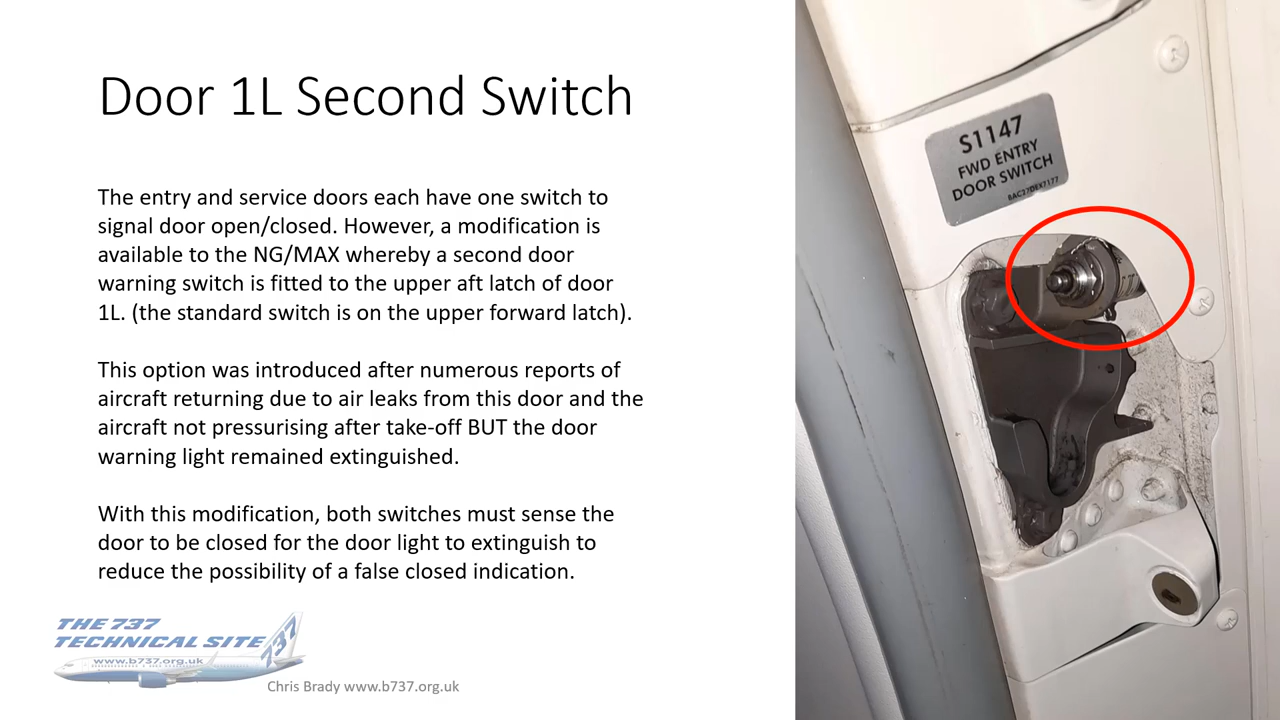 Door 1L Second Switch
The entry and service doors each have one switch to
signal door open/closed. However, a modification is
available to the NG/MAX whereby a second door
warning switch is fitted to the upper aft latch of door
1L. (the standard switch is on the upper forward latch).
This option was introduced after numerous reports of
aircraft returning due to air leaks from this door and the
aircraft not pressurising after take-off BUT the door
warning light remained extinguished.
With this modification, both switches must sense the
door to be closed for the door light to extinguish to
reduce the possibility of a false closed indication.
THE 737
TECHNICAL SITE
737
www.b737.org.uk
Chris Brady www.b737.org.uk
S1147
FWD ENTRY
DOOR SWITCH